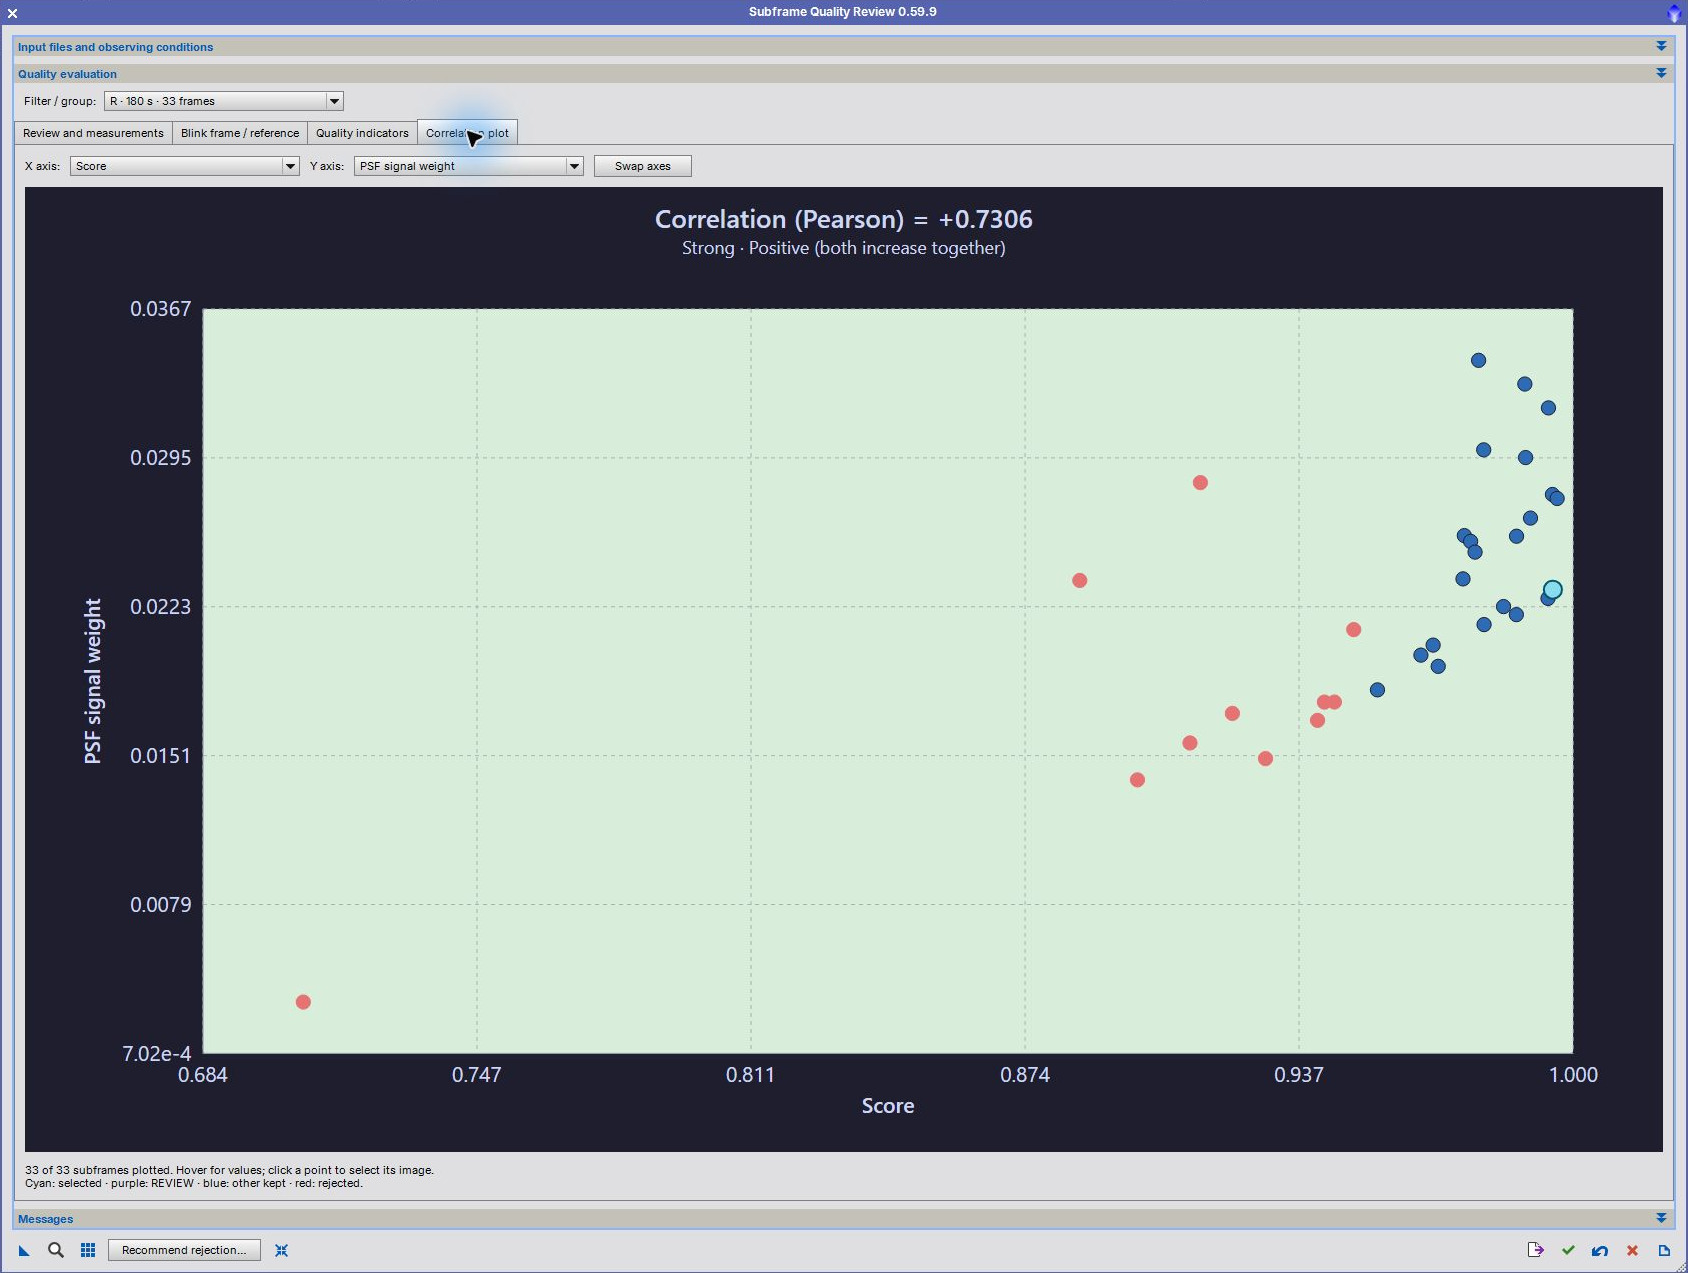 Subframe Quality Review 0.59.9
Input files and observing conditions
Quality evaluation
Filter / group: R · 180 s · 33 frames
Review and measurements Blink frame / reference Quality indicators Correlation plot
X axis: Score Y axis: PSF signal weight Swap axes
Correlation (Pearson) = +0.7306
Strong · Positive (both increase together)
0.0367
0.0295
0.0223
0.0151
0.0079
7.02e-4
PSF signal weight
0.684 0.747 0.811 0.874 0.937 1.000
Score
33 of 33 subframes plotted. Hover for values; click a point to select its image.
Cyan: selected · purple: REVIEW · blue: other kept · red: rejected.
Messages
Recommend rejection...